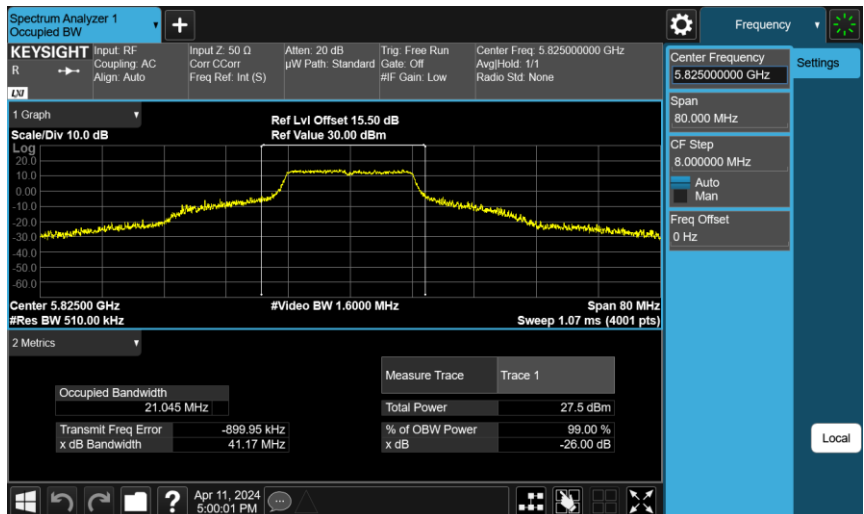 Spectrum Analyzer 1
Occupied BW
+
Frequency
KEYSIGHT
R
LXI
Input: RF
Coupling: AC
Align: Auto
Input Z: 50 Ω
Corr CCorr
Freq Ref: Int (S)
Atten: 20 dB
µW Path: Standard
Trig: Free Run
Gate: Off
#IF Gain: Low
Center Freq: 5.825000000 GHz
Avg|Hold: 1/1
Radio Std: None
Center Frequency
5.825000000 GHz
Settings
Span
80.000 MHz
CF Step
8.000000 MHz
Auto
Man
Freq Offset
0 Hz
Local
1 Graph
Scale/Div 10.0 dB
Ref Lvl Offset 15.50 dB
Ref Value 30.00 dBm
Log
20.0
10.0
0.00
-10.0
-20.0
-30.0
-40.0
-50.0
-60.0
Center 5.82500 GHz
#Video BW 1.6000 MHz
Span 80 MHz
#Res BW 510.00 kHz
Sweep 1.07 ms (4001 pts)
2 Metrics
Measure Trace Trace 1
Occupied Bandwidth
21.045 MHz
Total Power 27.5 dBm
Transmit Freq Error -899.95 kHz
% of OBW Power 99.00 %
x dB Bandwidth 41.17 MHz
x dB -26.00 dB
?
Apr 11, 2024
5:00:01 PM